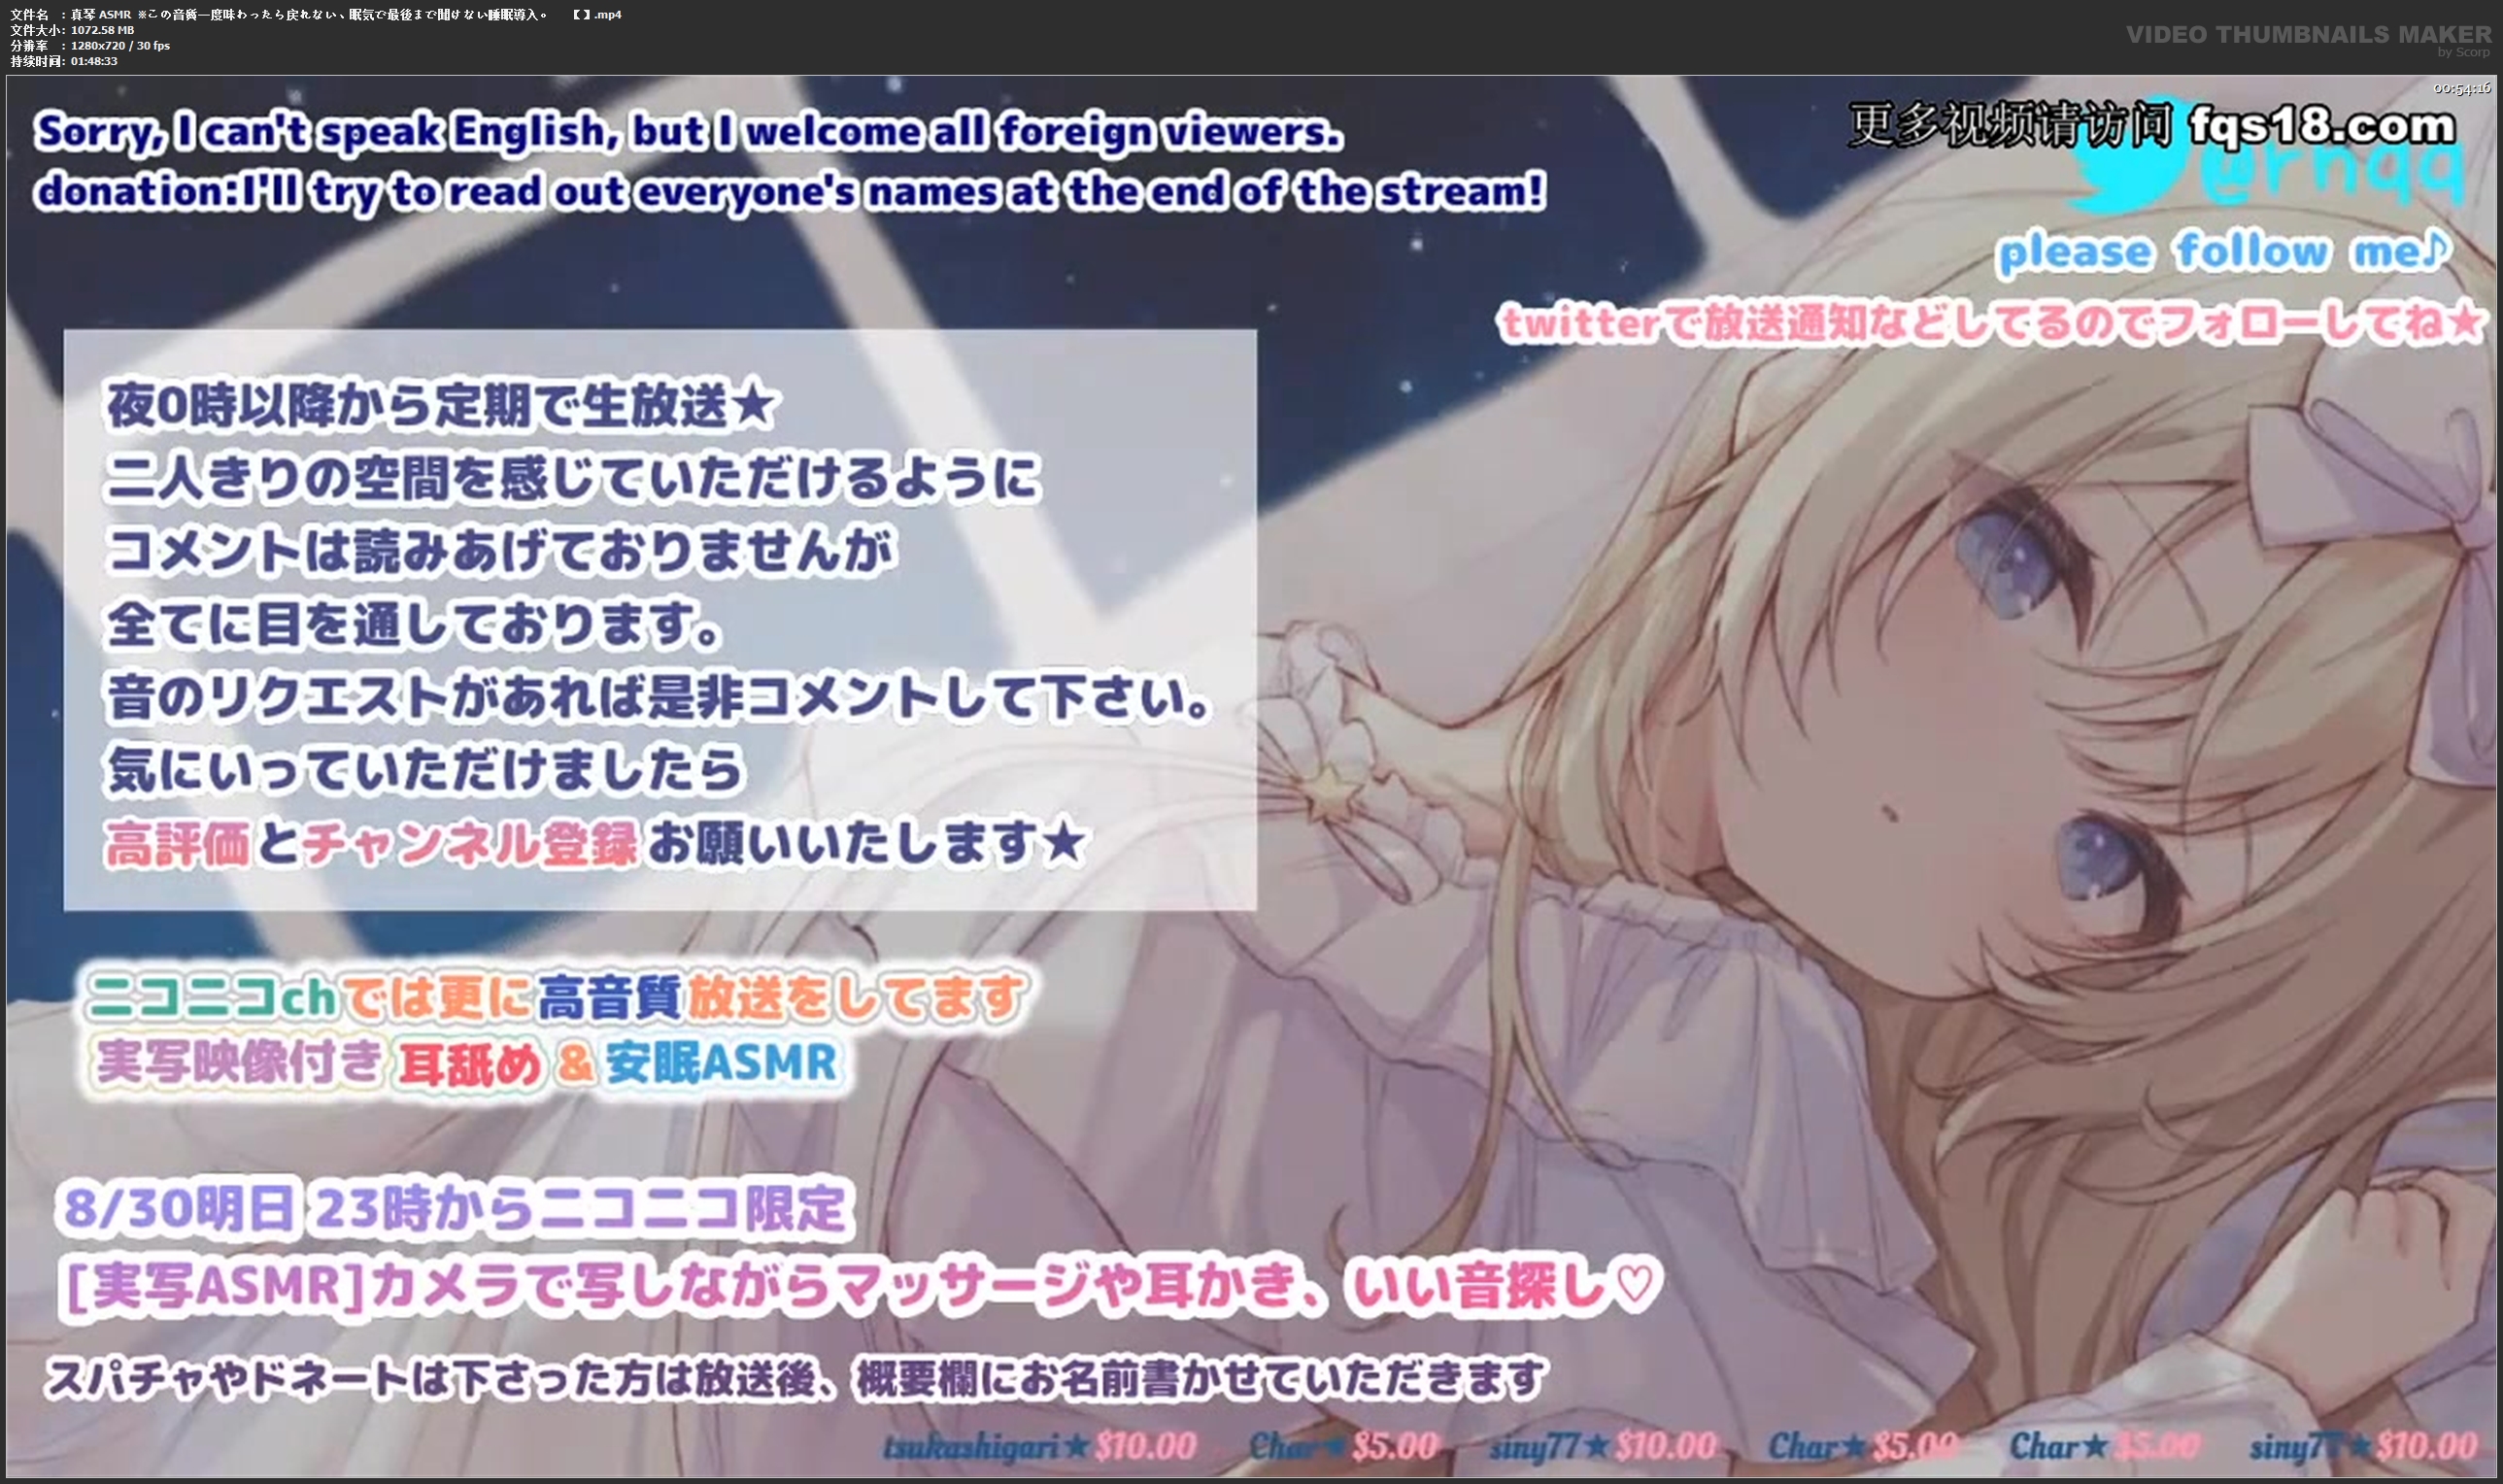 文件名 : 真琴 ASMR ※この音質一度味わったら戻れない、眠気で最後まで聞けない睡眠導入。 【 】.mp4
文件大小: 1072.58 MB
分辨率 : 1280x720 / 30 fps
持续时间: 01:48:33
VIDEO THUMBNAILS MAKER
by Scorp
00:54:16
Sorry, I can't speak English, but I welcome all foreign viewers.
donation:I'll try to read out everyone's names at the end of the stream!
更多视频请访问 fqs18.com
@rnqq
please follow me♪
twitterで放送通知などしてるのでフォローしてね★
夜0時以降から定期で生放送★
二人きりの空間を感じていただけるように
コメントは読みあげておりませんが
全てに目を通しております。
音のリクエストがあれば是非コメントして下さい。
気にいっていただけましたら
高評価とチャンネル登録お願いいたします★
ニコニコchでは更に高音質放送をしてます
実写映像付き 耳舐め & 安眠ASMR
8/30明日 23時からニコニコ限定
[実写ASMR]カメラで写しながらマッサージや耳かき、いい音探し♡
スパチャやドネートは下さった方は放送後、概要欄にお名前書かせていただきます
tsukashigari★$10.00 Char★$5.00 siny77★$10.00 Char★$5.00 Char★$5.00 siny77★$10.00